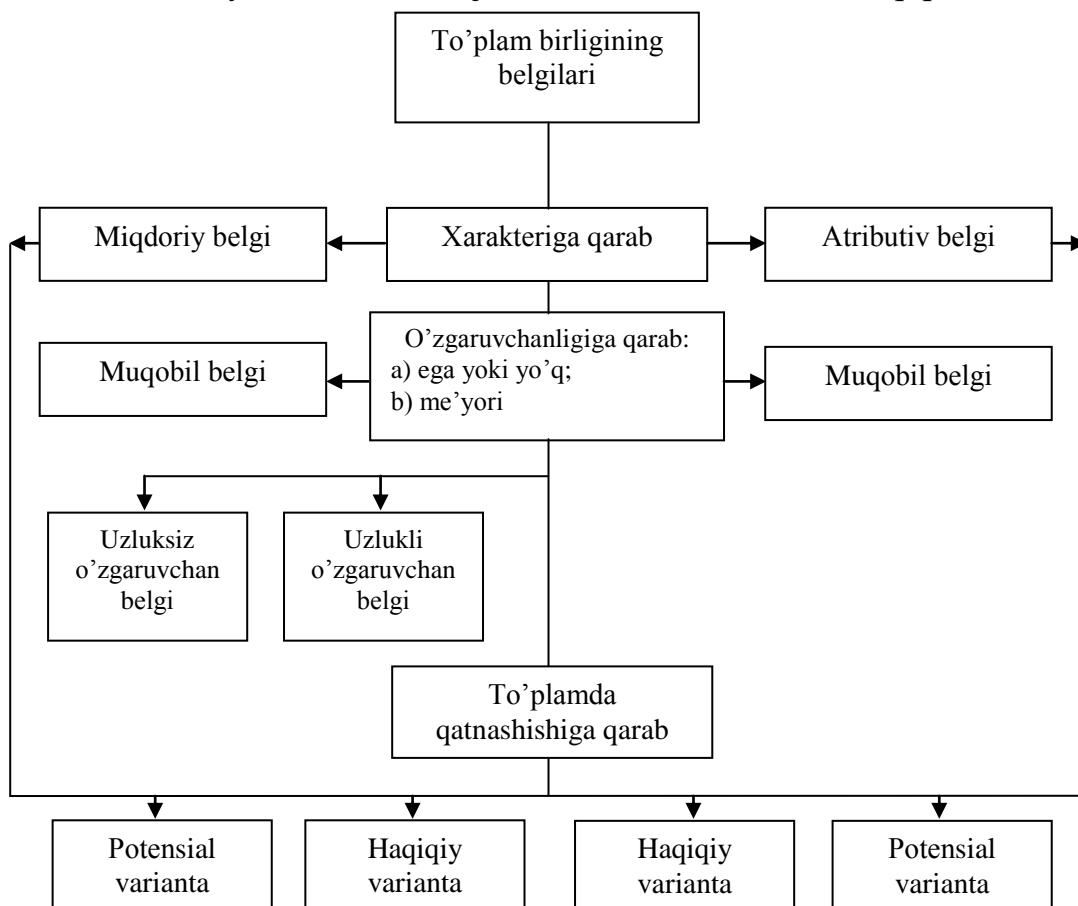 To’plam birligining
belgilari
Miqdoriy belgi
Xarakteriga qarab
Atributiv belgi
Muqobil belgi
O’zgaruvchanligiga qarab:
a) ega yoki yo’q;
b) me’yori
Muqobil belgi
Uzluksiz
o’zgaruvchan
belgi
Uzlukli
o’zgaruvchan
belgi
To’plamda
qatnashishiga qarab
Potensial
varianta
Haqiqiy
varianta
Haqiqiy
varianta
Potensial
varianta